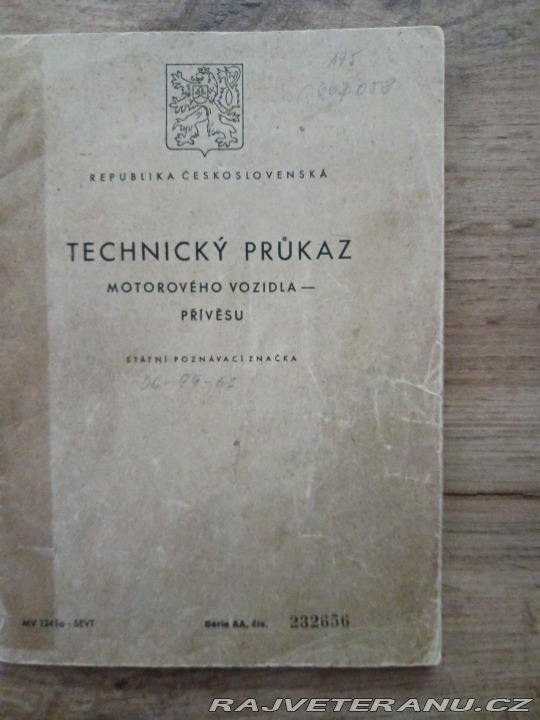 175
REPUBLIKA ČESKOSLOVENSKÁ
TECHNICKÝ PRŮKAZ
MOTOROVÉHO VOZIDLA —
PŘÍVĚSU
STÁTNÍ POZNÁVACÍ ZNAČKA
MV 1241a - SEVT
Serie AA, čís. 232656
RAJVETERANU.CZ